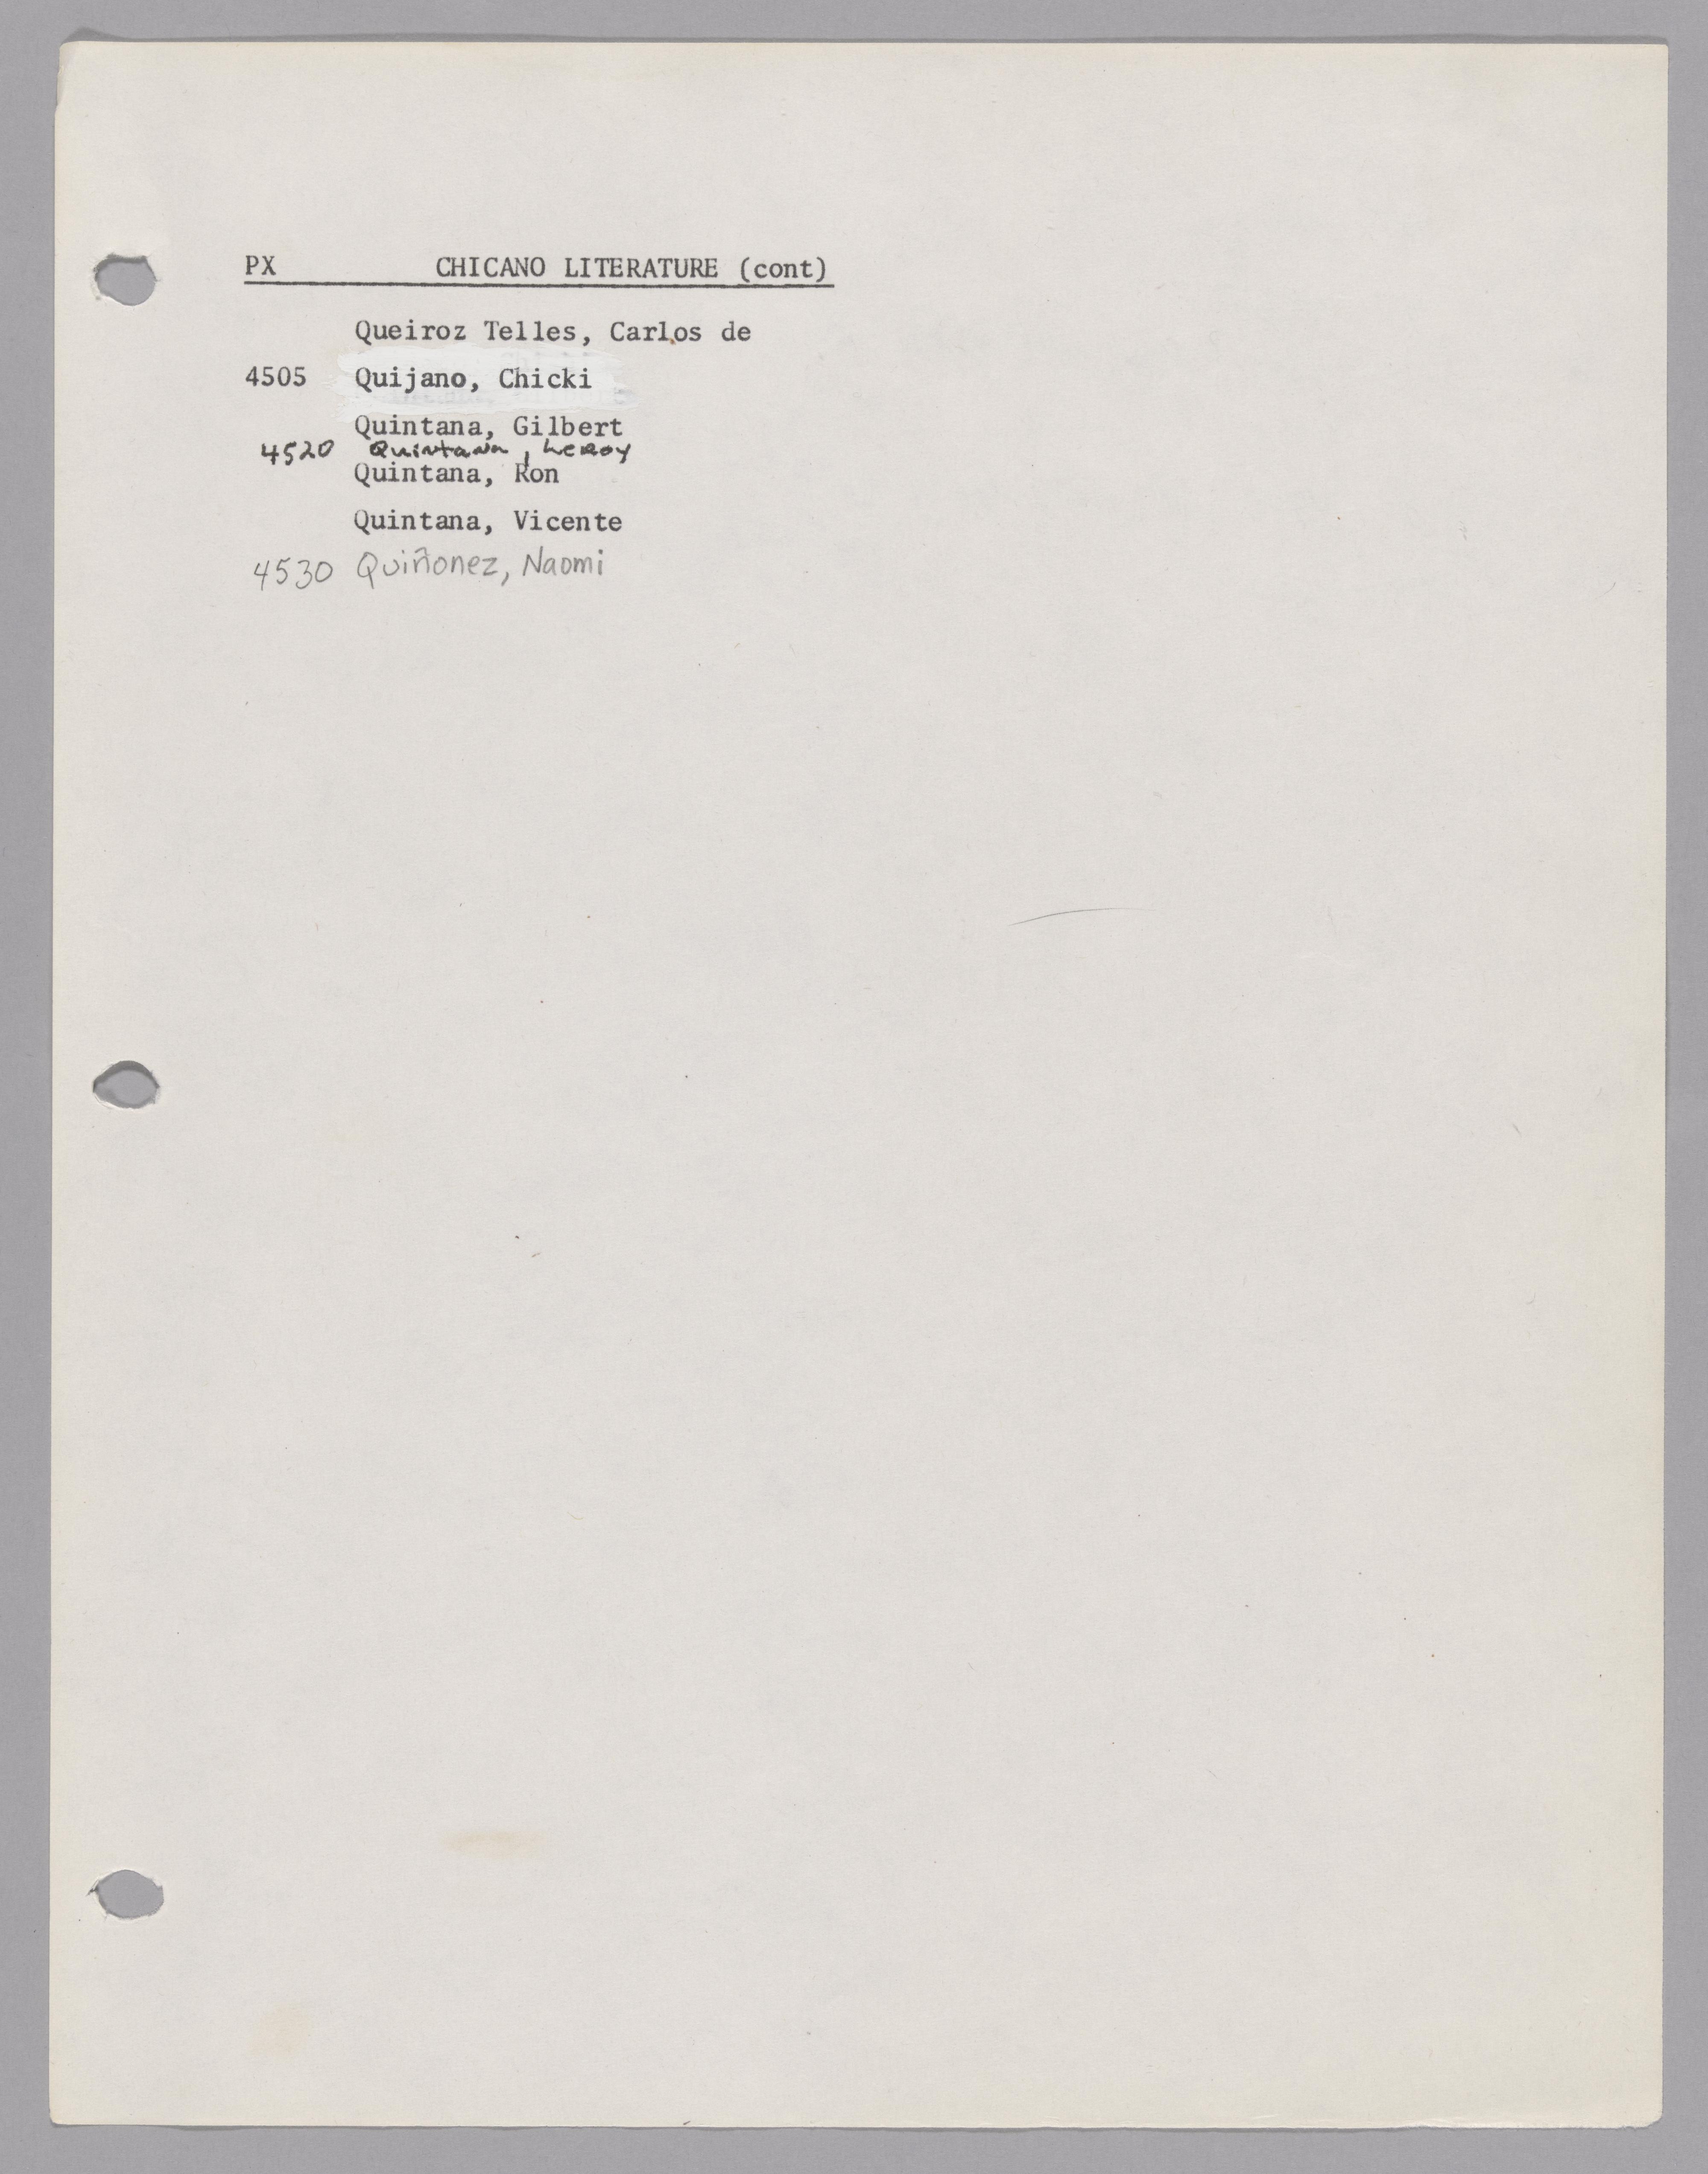 PX CHICANO LITERATURE (cont)
Queiroz Telles, Carlos de
4505 Quijano, Chicki
Quintana, Gilbert
4520 Quintana, LeRoy
Quintana, Ron
Quintana, Vicente
4530 Quiñonez, Naomi